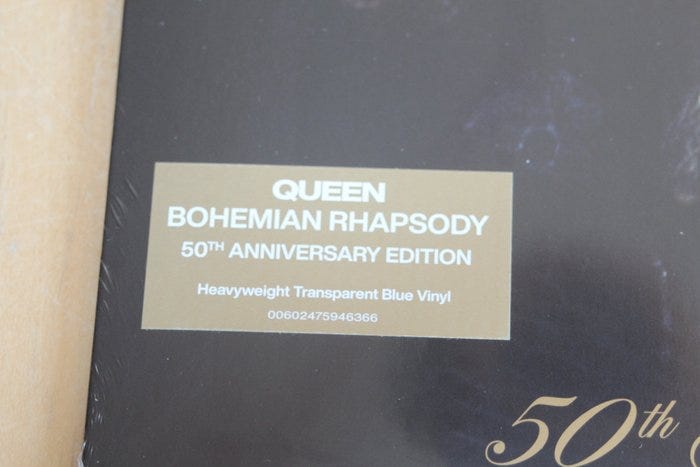 QUEEN
BOHEMIAN RHAPSODY
50TH ANNIVERSARY EDITION
Heavyweight Transparent Blue Vinyl
00602475946366
50th